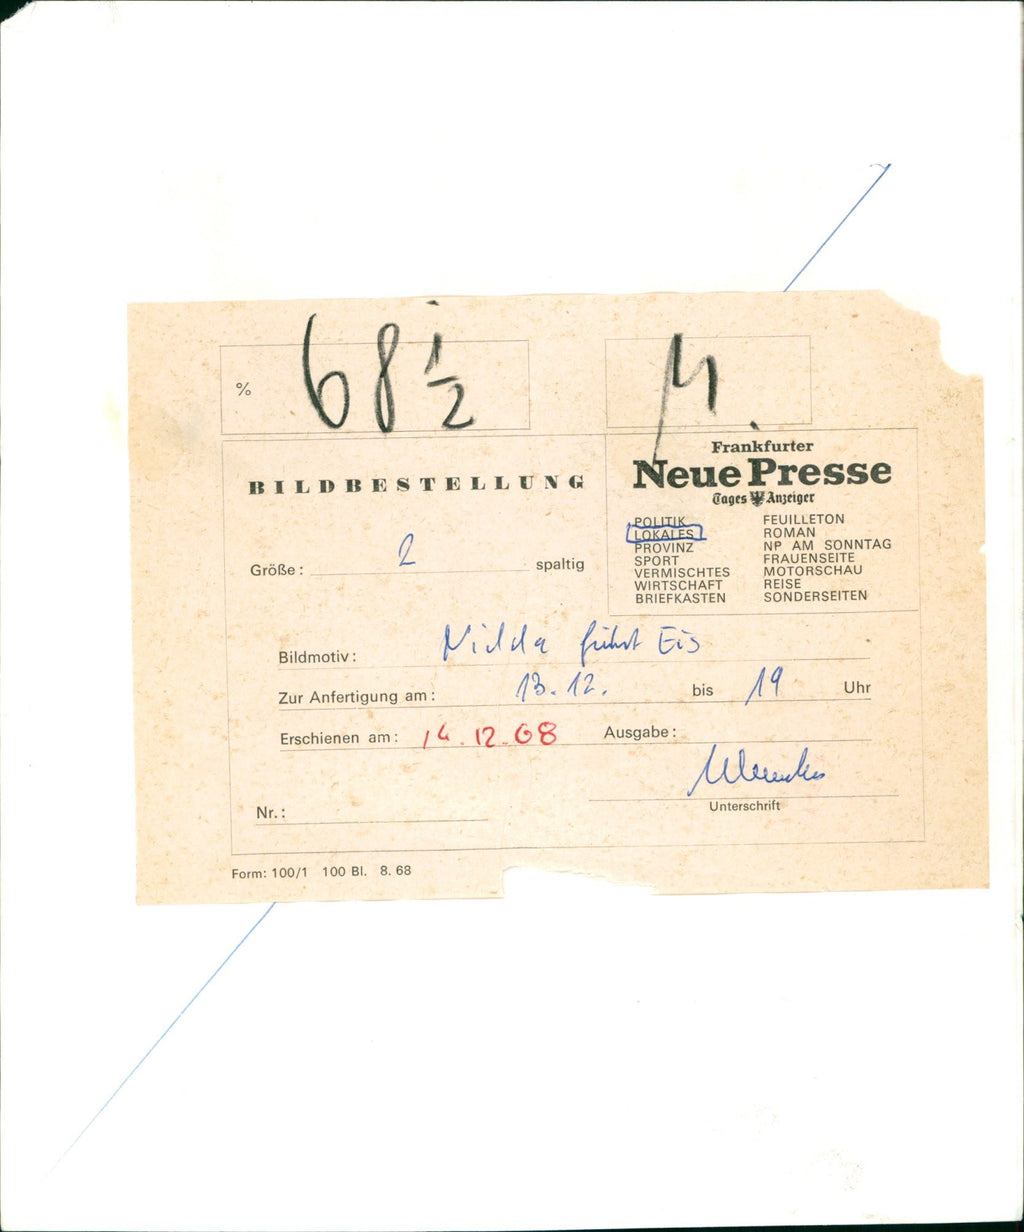 % 68 1/2
Frankfurter
Neue Presse
Tages Anzeiger
BILDBESTELLUNG
POLITIK FEUILLETON
LOKALES ROMAN
PROVINZ NP AM SONNTAG
SPORT FRAUENSEITE
VERMISCHTES MOTORSCHAU
WIRTSCHAFT REISE
BRIEFKASTEN SONDERSEITEN
Größe: 2 spaltig
Bildmotiv: Nidda führt Eis
Zur Anfertigung am: 13.12. bis 19 Uhr
Erschienen am: 14.12.68 Ausgabe:
Unterschrift
Nr.:
Form: 100/1 100 Bl. 8. 68